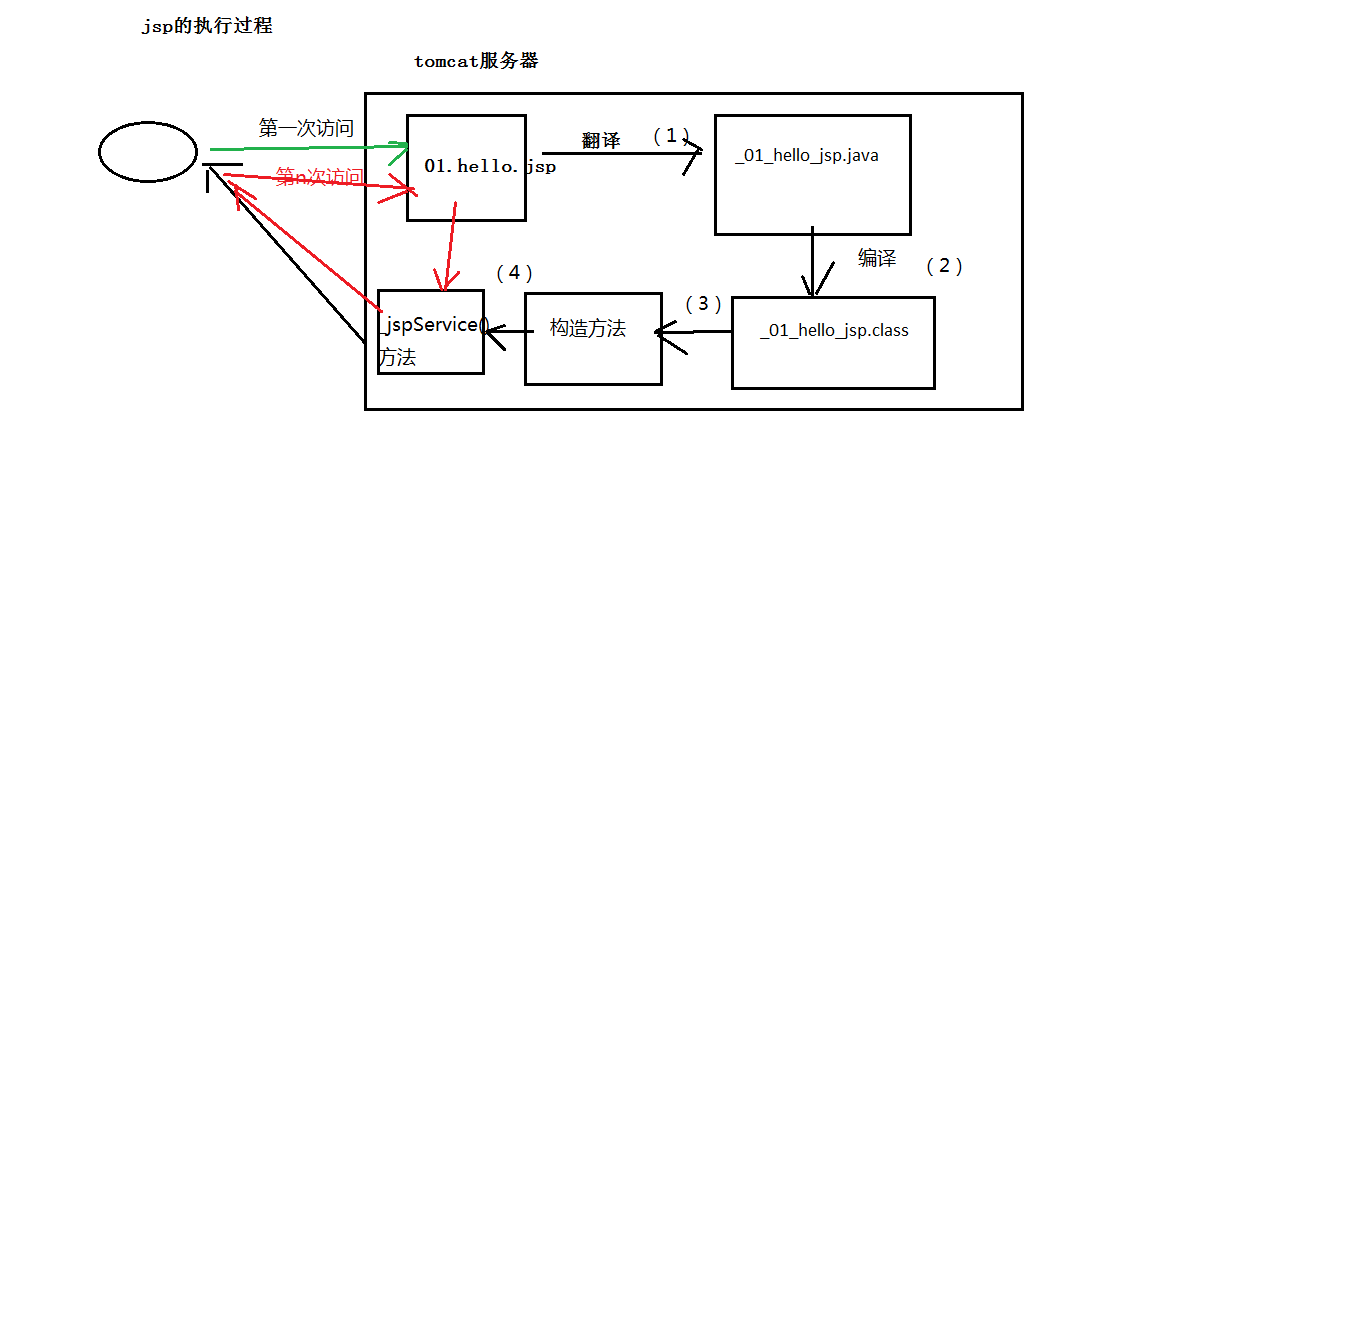 jsp的执行过程
tomcat服务器
第一次访问
翻译
（1）
01.hello.jsp
_01_hello_jsp.java
第n次访问
编译
（2）
（4）
（3）
_jspService()
方法
构造方法
_01_hello_jsp.class